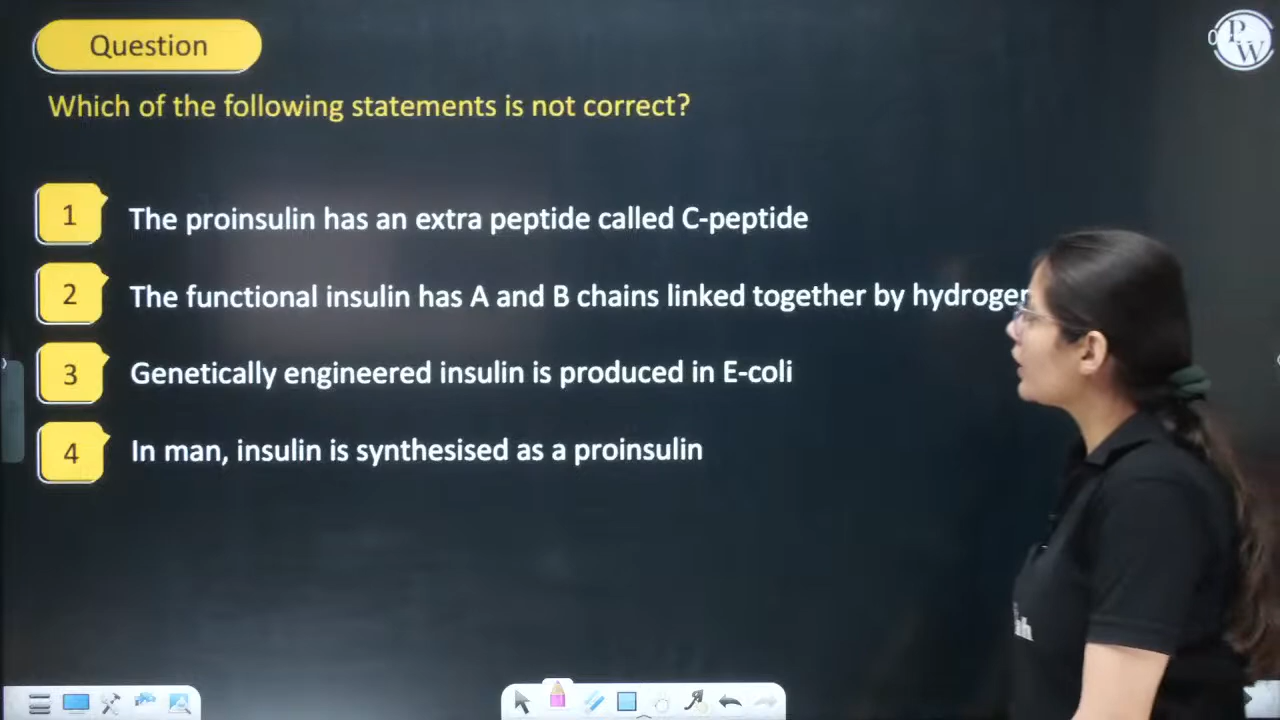 Question
PW
Which of the following statements is not correct?
1 The proinsulin has an extra peptide called C-peptide
2 The functional insulin has A and B chains linked together by
3 Genetically engineered insulin is produced in E-coli
4 In man, insulin is synthesised as a proinsulin